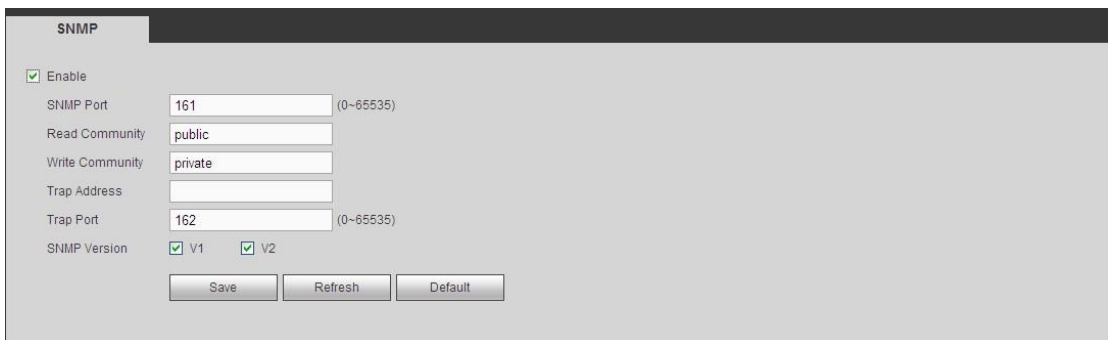 SNMP
Enable
SNMP Port 161 (0~65535)
Read Community public
Write Community private
Trap Address
Trap Port 162 (0~65535)
SNMP Version V1 V2
Save Refresh Default